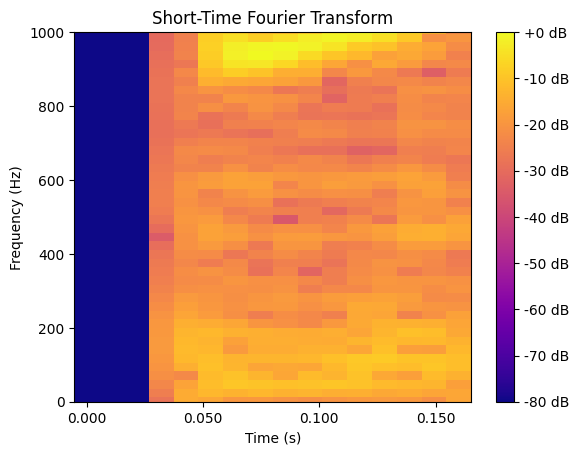 Short-Time Fourier Transform
Frequency (Hz)
1000
800
600
400
200
0
0.000
0.050
0.100
0.150
Time (s)
+0 dB
-10 dB
-20 dB
-30 dB
-40 dB
-50 dB
-60 dB
-70 dB
-80 dB